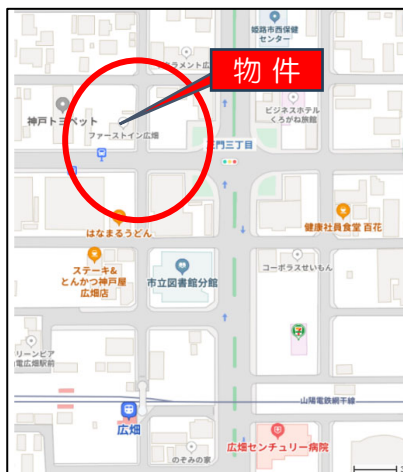 姫路市西保健
センター
ラメント広
物件
神戸トヨペット
ファーストイン広畑
ビジネスホテル
くろがね旅館
三門三丁目
はなまるうどん
健康社員食堂 百花
ステーキ&
とんかつ神戸屋
広畑店
市立図書館分館
コーポラスせいもん
リーンピア
電広畑駅前
山陽電鉄網干線
広畑
広畑センチュリー病院
のぞみの家